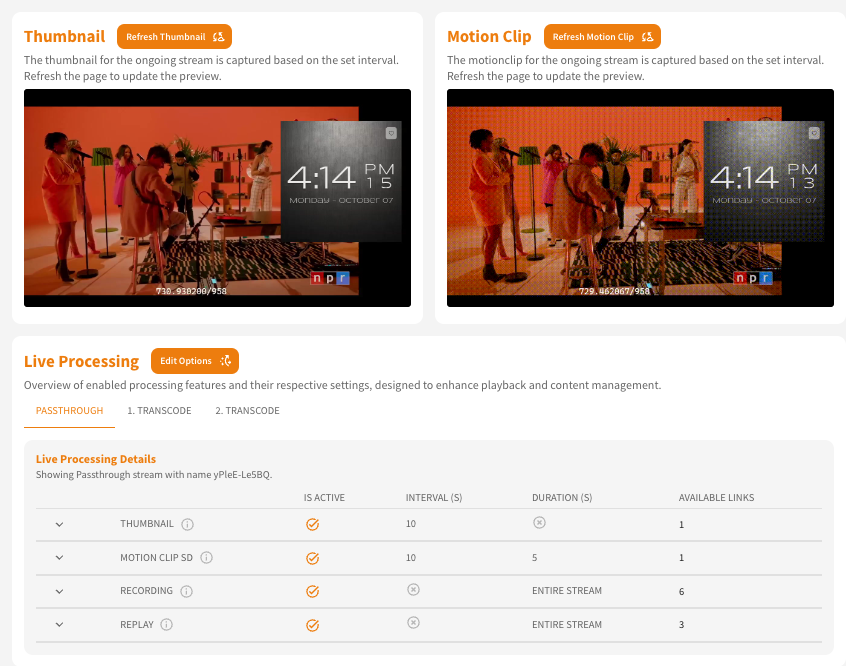 Thumbnail
Refresh Thumbnail
The thumbnail for the ongoing stream is captured based on the set interval.
Refresh the page to update the preview.
4:14 PM
15
Monday - October 07
npr
730.930200/958
Motion Clip
Refresh Motion Clip
The motionclip for the ongoing stream is captured based on the set interval.
Refresh the page to update the preview.
4:14 PM
13
Monday - October 07
npr
729.462067/958
Live Processing
Edit Options
Overview of enabled processing features and their respective settings, designed to enhance playback and content management.
PASSTHROUGH 1. TRANSCODE 2. TRANSCODE
Live Processing Details
Showing Passthrough stream with name yPleE-Le5BQ.
IS ACTIVE INTERVAL (S) DURATION (S) AVAILABLE LINKS
THUMBNAIL 10 1
MOTION CLIP SD 10 5 1
RECORDING ENTIRE STREAM 6
REPLAY ENTIRE STREAM 3